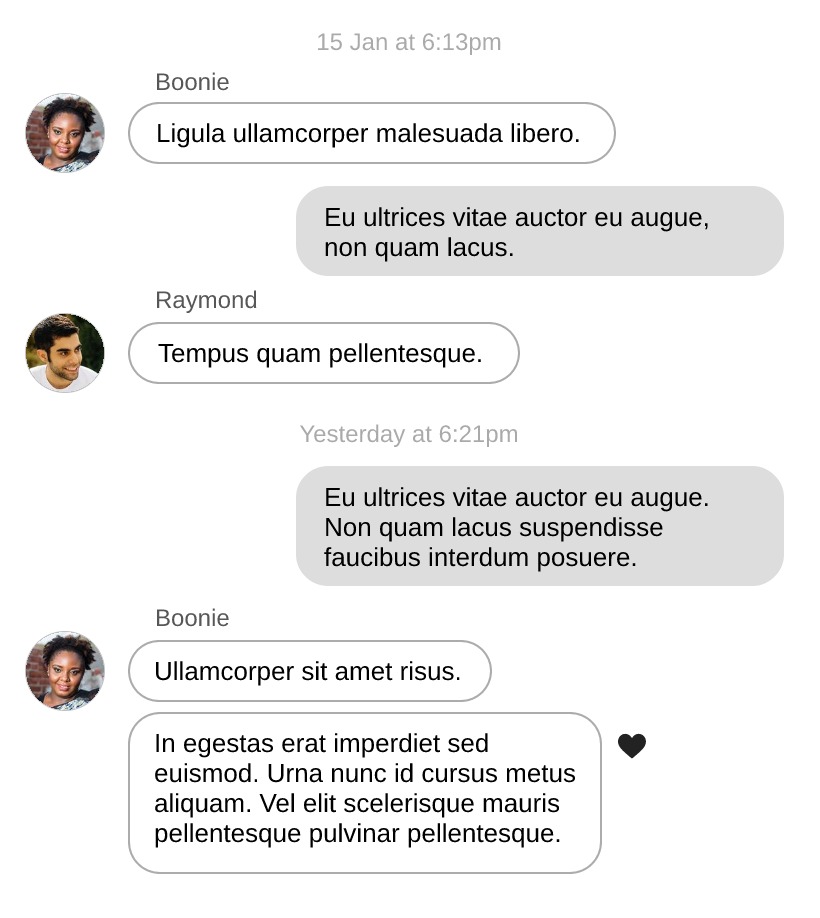 15 Jan at 6:13pm
Boonie
Ligula ullamcorper malesuada libero.
Eu ultrices vitae auctor eu augue,
non quam lacus.
Raymond
Tempus quam pellentesque.
Yesterday at 6:21pm
Eu ultrices vitae auctor eu augue.
Non quam lacus suspendisse
faucibus interdum posuere.
Boonie
Ullamcorper sit amet risus.
In egestas erat imperdiet sed
euismod. Urna nunc id cursus metus
aliquam. Vel elit scelerisque mauris
pellentesque pulvinar pellentesque.